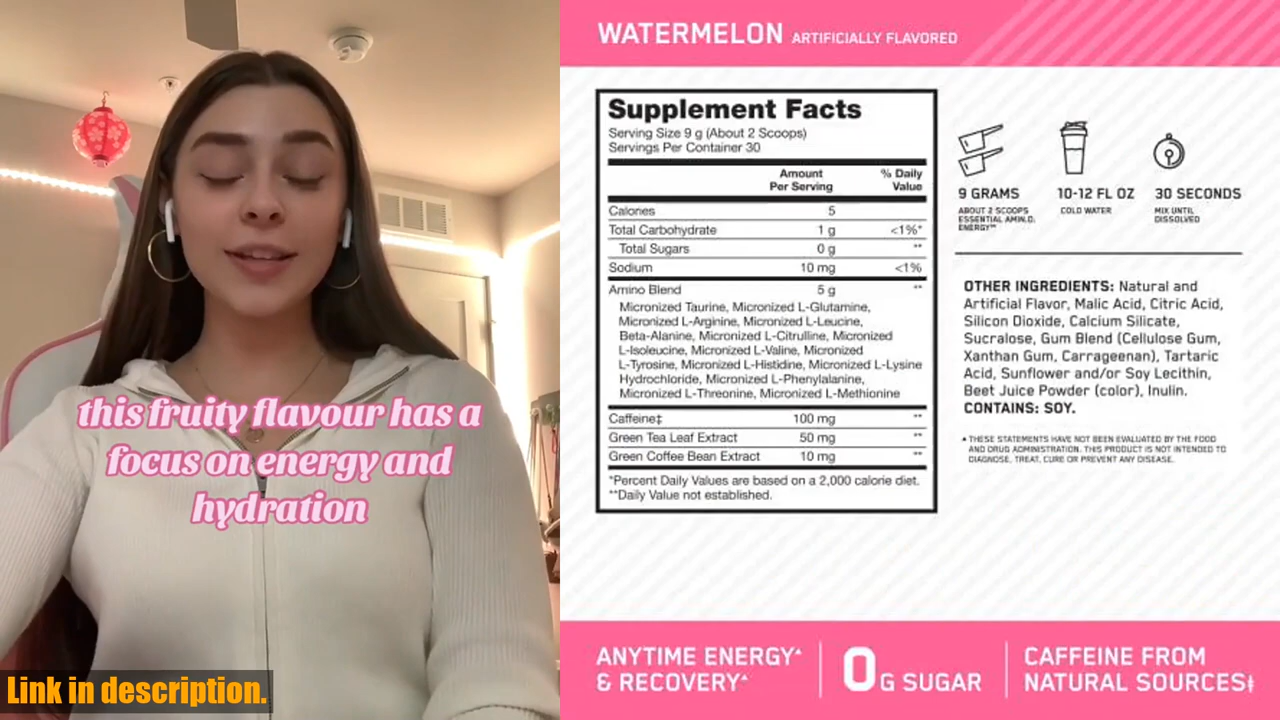 this fruity flavour has a
focus on energy and
hydration
Link in description.
WATERMELON ARTIFICIALLY FLAVORED
Supplement Facts
Serving Size 9 g (About 2 Scoops)
Servings Per Container 30
Amount
Per Serving
% Daily
Value
Calories 5
Total Carbohydrate 1 g <1%*
Total Sugars 0 g **
Sodium 10 mg <1%
Amino Blend 5 g **
Micronized Taurine, Micronized L-Glutamine,
Micronized L-Arginine, Micronized L-Leucine,
Beta-Alanine, Micronized L-Citrulline, Micronized
L-Isoleucine, Micronized L-Valine, Micronized
L-Tyrosine, Micronized L-Histidine, Micronized L-Lysine
Hydrochloride, Micronized L-Phenylalanine,
Micronized L-Threonine, Micronized L-Methionine
Caffeine‡ 100 mg **
Green Tea Leaf Extract 50 mg **
Green Coffee Bean Extract 10 mg **
*Percent Daily Values are based on a 2,000 calorie diet.
**Daily Value not established.
9 GRAMS
ABOUT 2 SCOOPS
ESSENTIAL AMIN.O.
ENERGY™
10-12 FL OZ
COLD WATER
30 SECONDS
MIX UNTIL
DISSOLVED
OTHER INGREDIENTS: Natural and
Artificial Flavor, Malic Acid, Citric Acid,
Silicon Dioxide, Calcium Silicate,
Sucralose, Gum Blend (Cellulose Gum,
Xanthan Gum, Carrageenan), Tartaric
Acid, Sunflower and/or Soy Lecithin,
Beet Juice Powder (color), Inulin.
CONTAINS: SOY.
▲ THESE STATEMENTS HAVE NOT BEEN EVALUATED BY THE FOOD
AND DRUG ADMINISTRATION. THIS PRODUCT IS NOT INTENDED TO
DIAGNOSE, TREAT, CURE OR PREVENT ANY DISEASE.
ANYTIME ENERGY▲
& RECOVERY▲
0G SUGAR
CAFFEINE FROM
NATURAL SOURCES‡